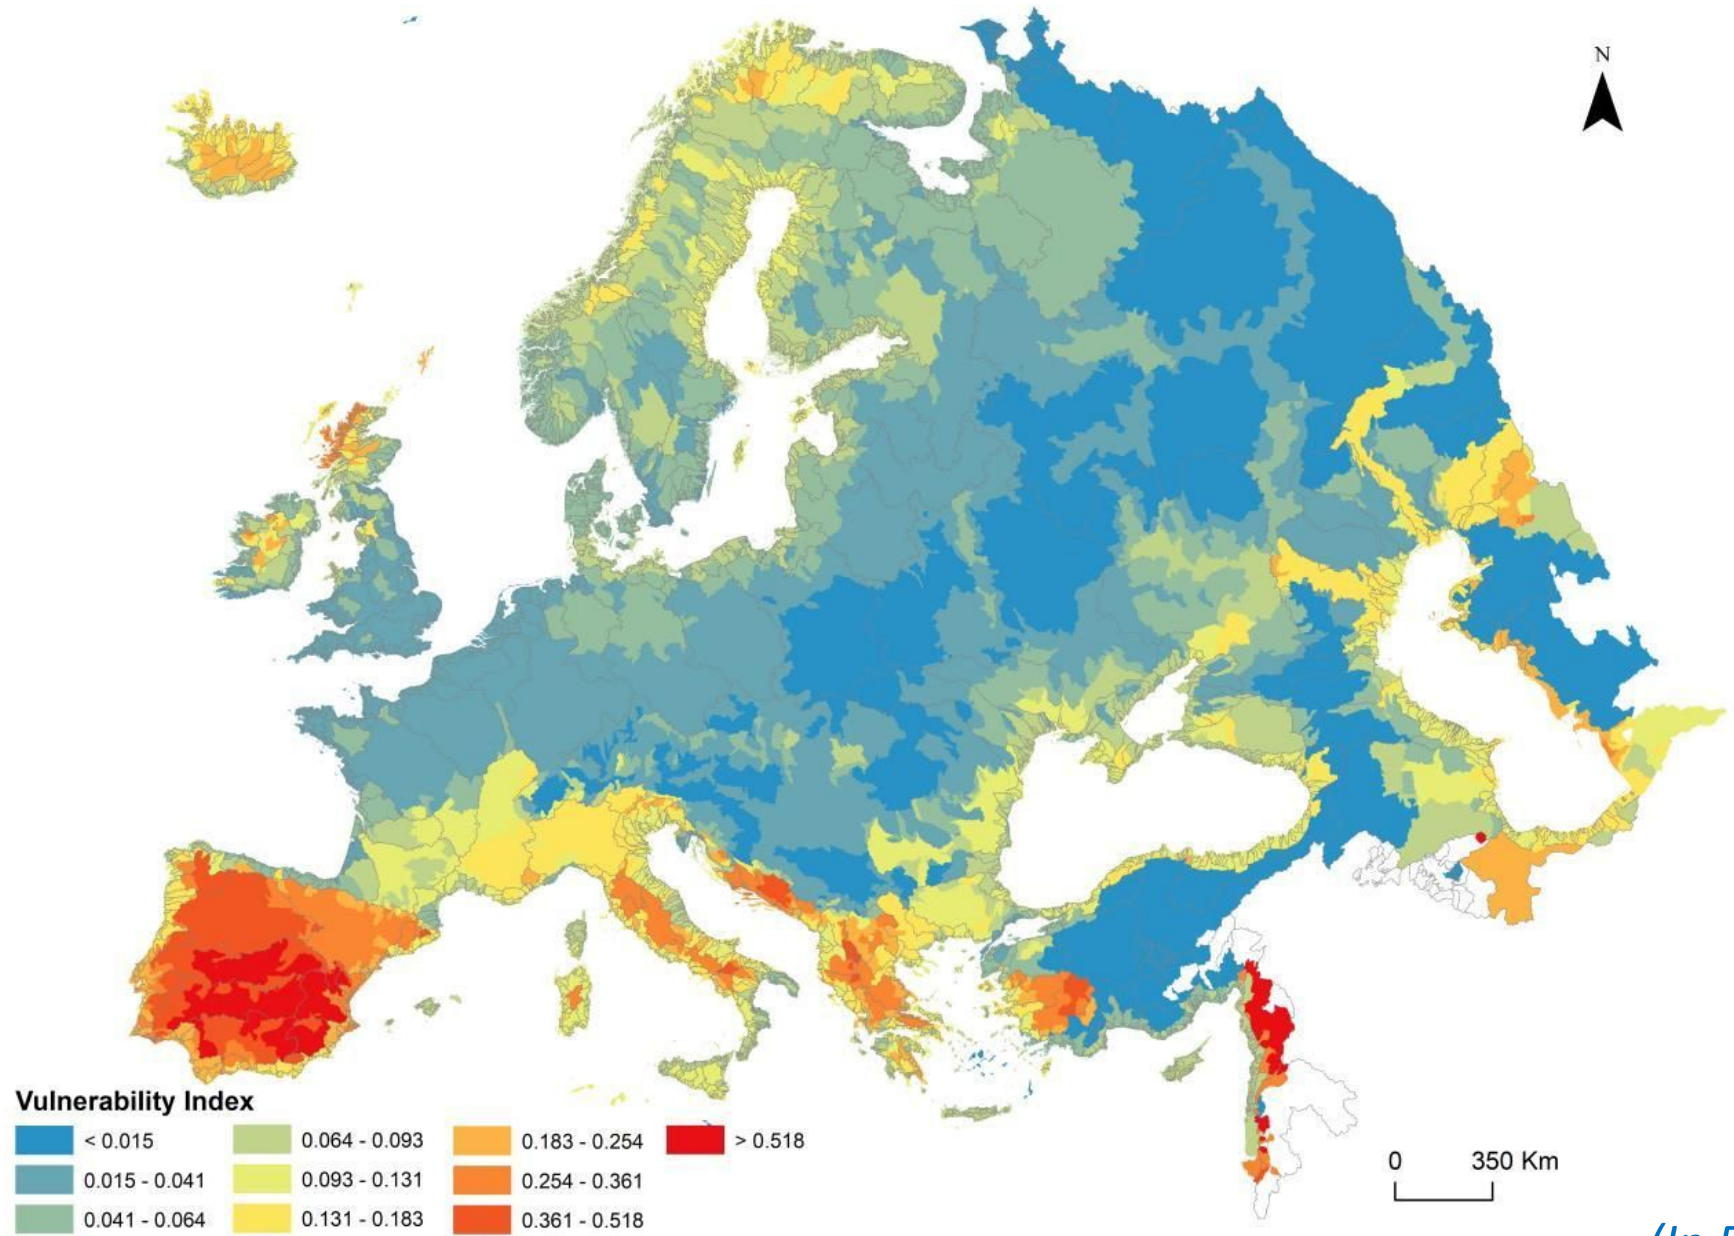 N
Vulnerability Index
< 0.015
0.064 - 0.093
0.183 - 0.254
> 0.518
0.015 - 0.041
0.093 - 0.131
0.254 - 0.361
0.041 - 0.064
0.131 - 0.183
0.361 - 0.518
0 350 Km